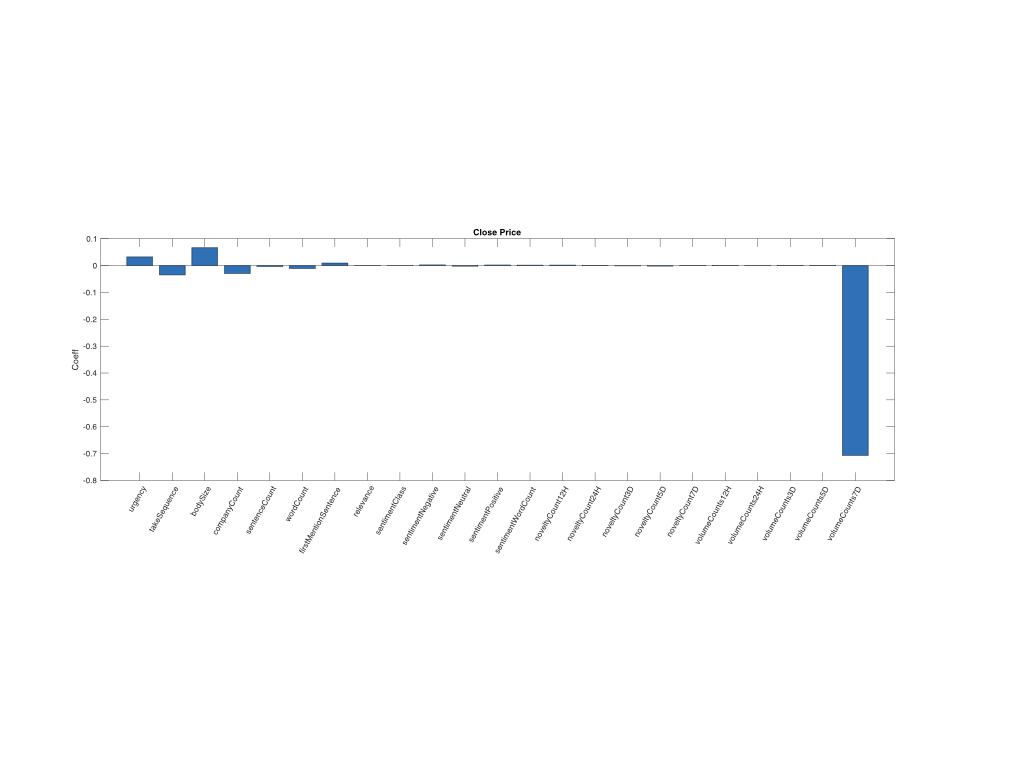 Close Price
0.1
0
-0.1
-0.2
-0.3
-0.4
-0.5
-0.6
-0.7
-0.8
Coeff
urgency
takeSequence
bodySize
companyCount
sentenceCount
wordCount
firstMentionSentence
relevance
sentimentClass
sentimentNegative
sentimentNeutral
sentimentPositive
sentimentWordCount
noveltyCount12H
noveltyCount24H
noveltyCount3D
noveltyCount5D
noveltyCount7D
volumeCounts12H
volumeCounts24H
volumeCounts3D
volumeCounts5D
volumeCounts7D